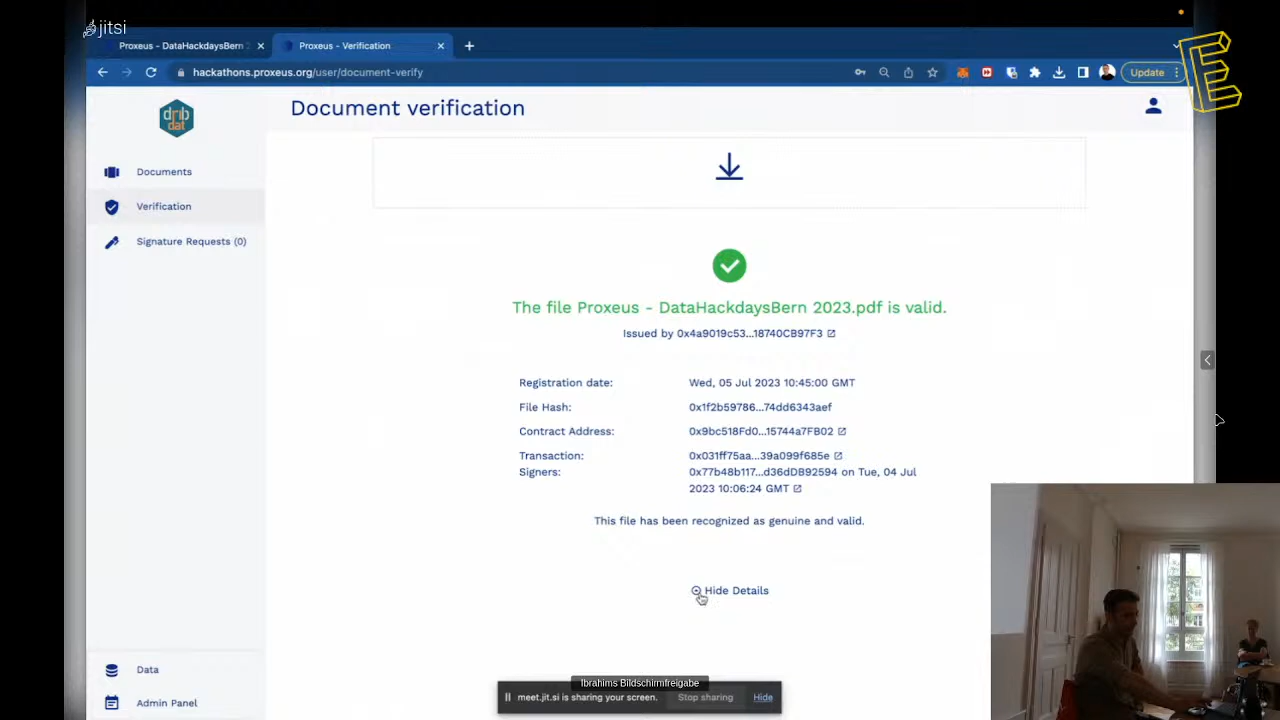 jitsi
Proxeus - DataHackdaysBern
Proxeus - Verification
hackathons.proxeus.org/user/document-verify
Update
E
drib
dat
Document verification
Documents
Verification
Signature Requests (0)
The file Proxeus - DataHackdaysBern 2023.pdf is valid.
Issued by 0x4a9019c53...18740CB97F3
Registration date: Wed, 05 Jul 2023 10:45:00 GMT
File Hash: 0x1f2b59786...74dd6343aef
Contract Address: 0x9bc518Fd0...15744a7FB02
Transaction: 0x031ff75aa...39a099f685e
Signers: 0x77b48b117...d36dDB92594 on Tue, 04 Jul
2023 10:06:24 GMT
This file has been recognized as genuine and valid.
Hide Details
Data
Admin Panel
Ibrahims Bildschirmfreigabe
meet.jit.si is sharing your screen. Stop sharing Hide